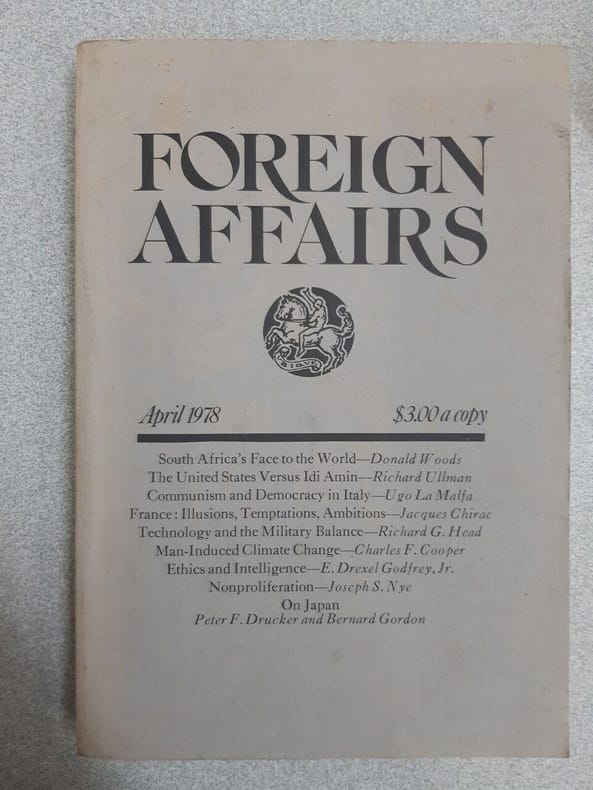 FOREIGN
AFFAIRS
April 1978 $3.00 a copy
South Africa's Face to the World—Donald Woods
The United States Versus Idi Amin—Richard Ullman
Communism and Democracy in Italy—Ugo La Malfa
France: Illusions, Temptations, Ambitions—Jacques Chirac
Technology and the Military Balance—Richard G. Head
Man-Induced Climate Change—Charles F. Cooper
Ethics and Intelligence—E. Drexel Godfrey, Jr.
Nonproliferation—Joseph S. Nye
On Japan
Peter F. Drucker and Bernard Gordon